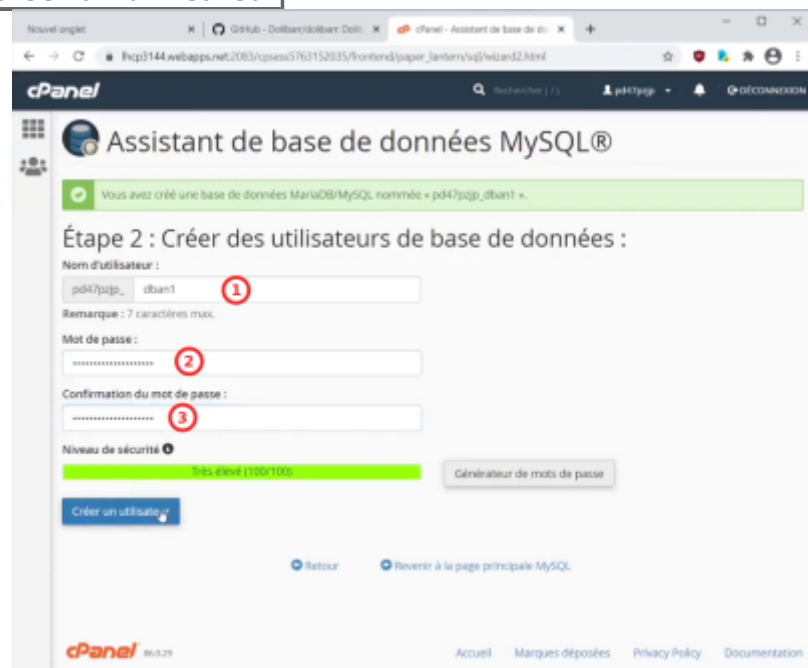 Nouvel onglet
GitHub - Dolibarr/dolibarr: Dolib
cPanel - Assistant de base de do
lhcp3144.webapps.net:2083/cpsess5763152035/frontend/paper_lantern/sql/wizard2.html
cPanel
Rechercher ( / )
pd47pzjp
DÉCONNEXION
Assistant de base de données MySQL®
Vous avez créé une base de données MariaDB/MySQL nommée « pd47pzjp_dban1 ».
Étape 2 : Créer des utilisateurs de base de données :
Nom d'utilisateur :
pd47pzjp_ dban1
1
Remarque : 7 caractères max.
Mot de passe :
2
Confirmation du mot de passe :
3
Niveau de sécurité
Très élevé (100/100)
Générateur de mots de passe
Créer un utilisateur
Retour
Revenir à la page principale MySQL
cPanel 86.0.29
Accueil Marques déposées Privacy Policy Documentation